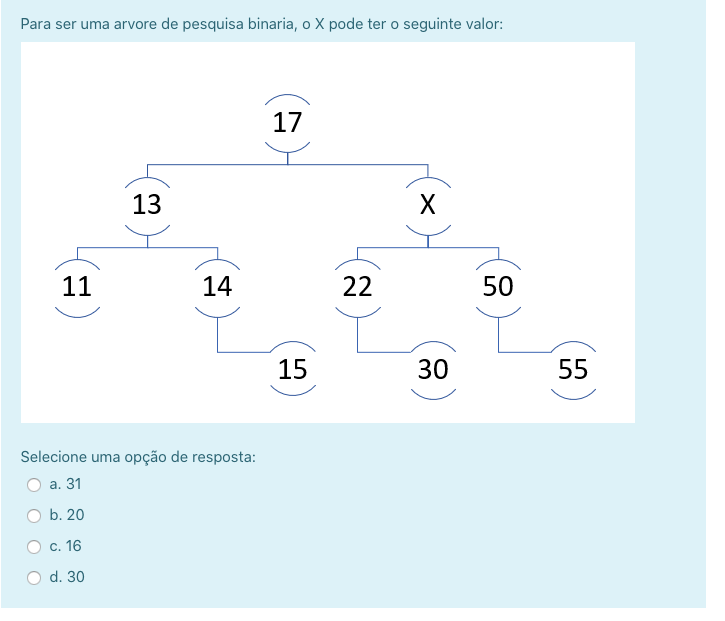 Para ser uma arvore de pesquisa binaria, o X pode ter o seguinte valor:
17
13
X
11
14
22
50
15
30
55
Selecione uma opção de resposta:
a. 31
b. 20
c. 16
d. 30